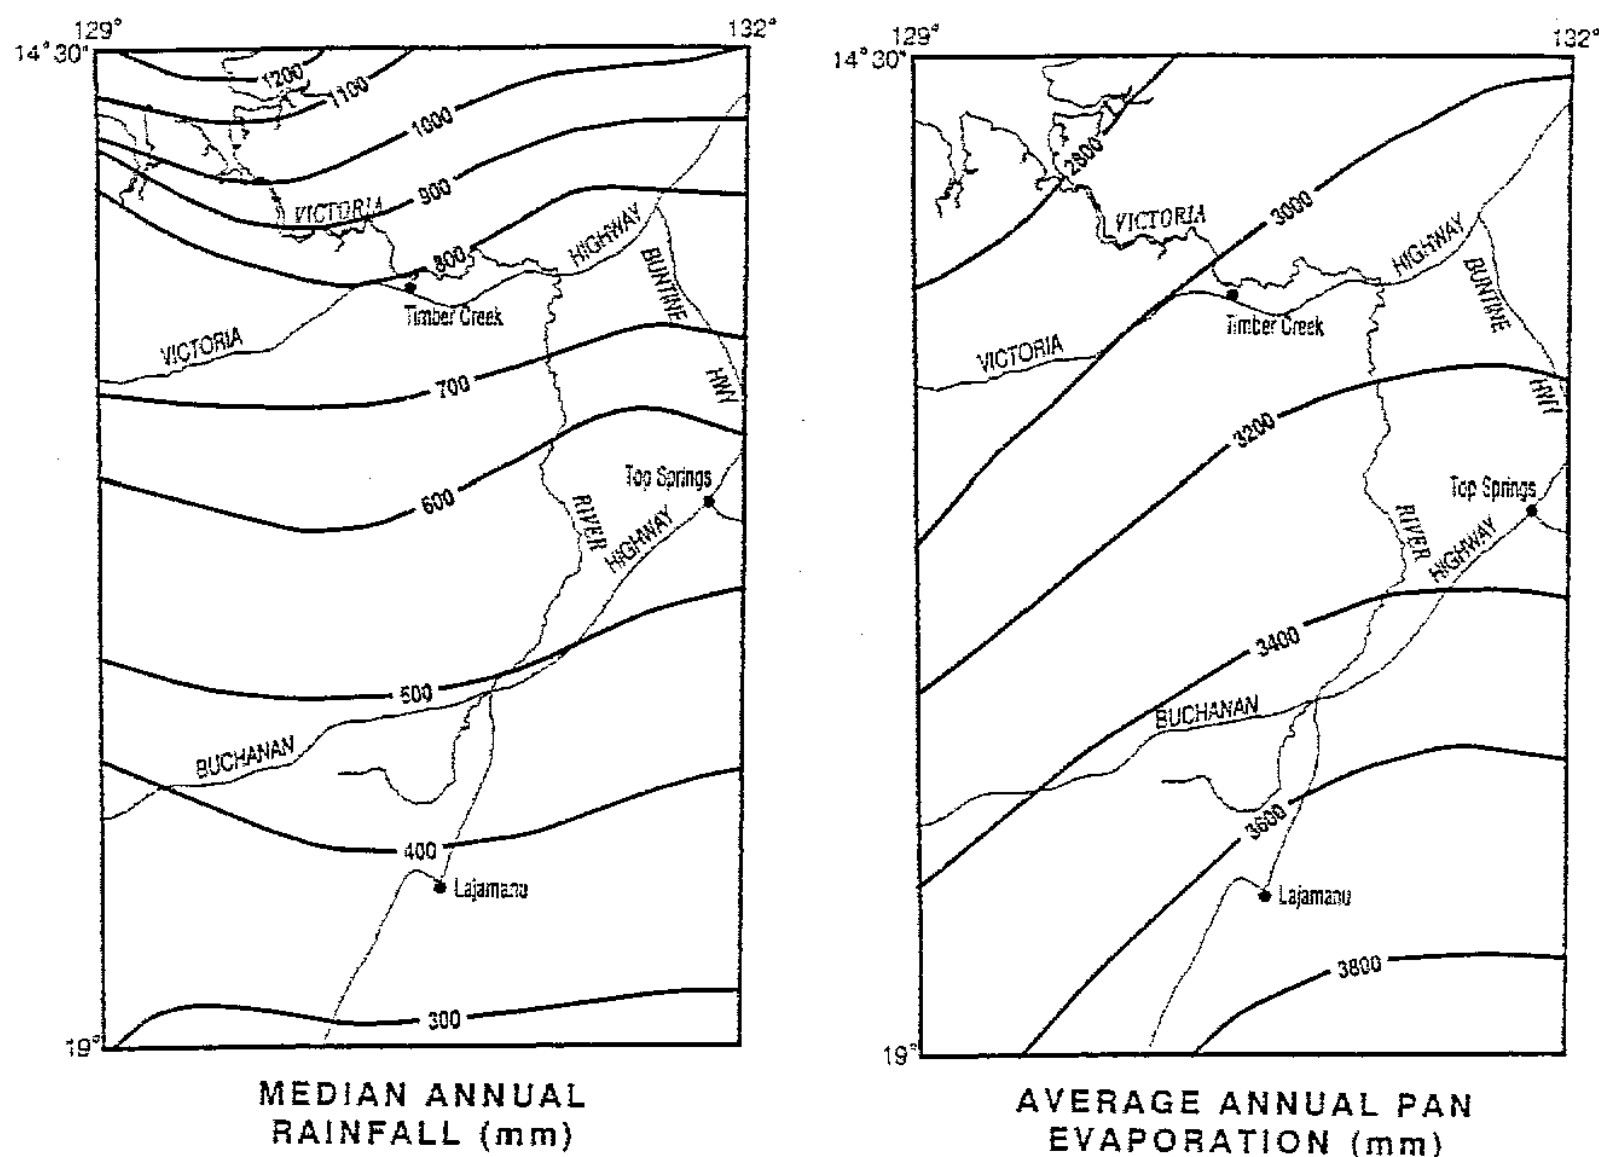 129°
132°
14°30'
1200
1100
1000
900
VICTORIA
800
HIGHWAY
BUNTINE
Timber Creek
VICTORIA
700
HWY
Top Springs
600
RIVER
HIGHWAY
500
BUCHANAN
400
Lajamanu
300
19°
MEDIAN ANNUAL
RAINFALL (mm)
129°
132°
14°30'
2800
3000
VICTORIA
HIGHWAY
BUNTINE
Timber Creek
VICTORIA
HWY
3200
Top Springs
RIVER
HIGHWAY
3400
BUCHANAN
3600
Lajamanu
3800
19°
AVERAGE ANNUAL PAN
EVAPORATION (mm)